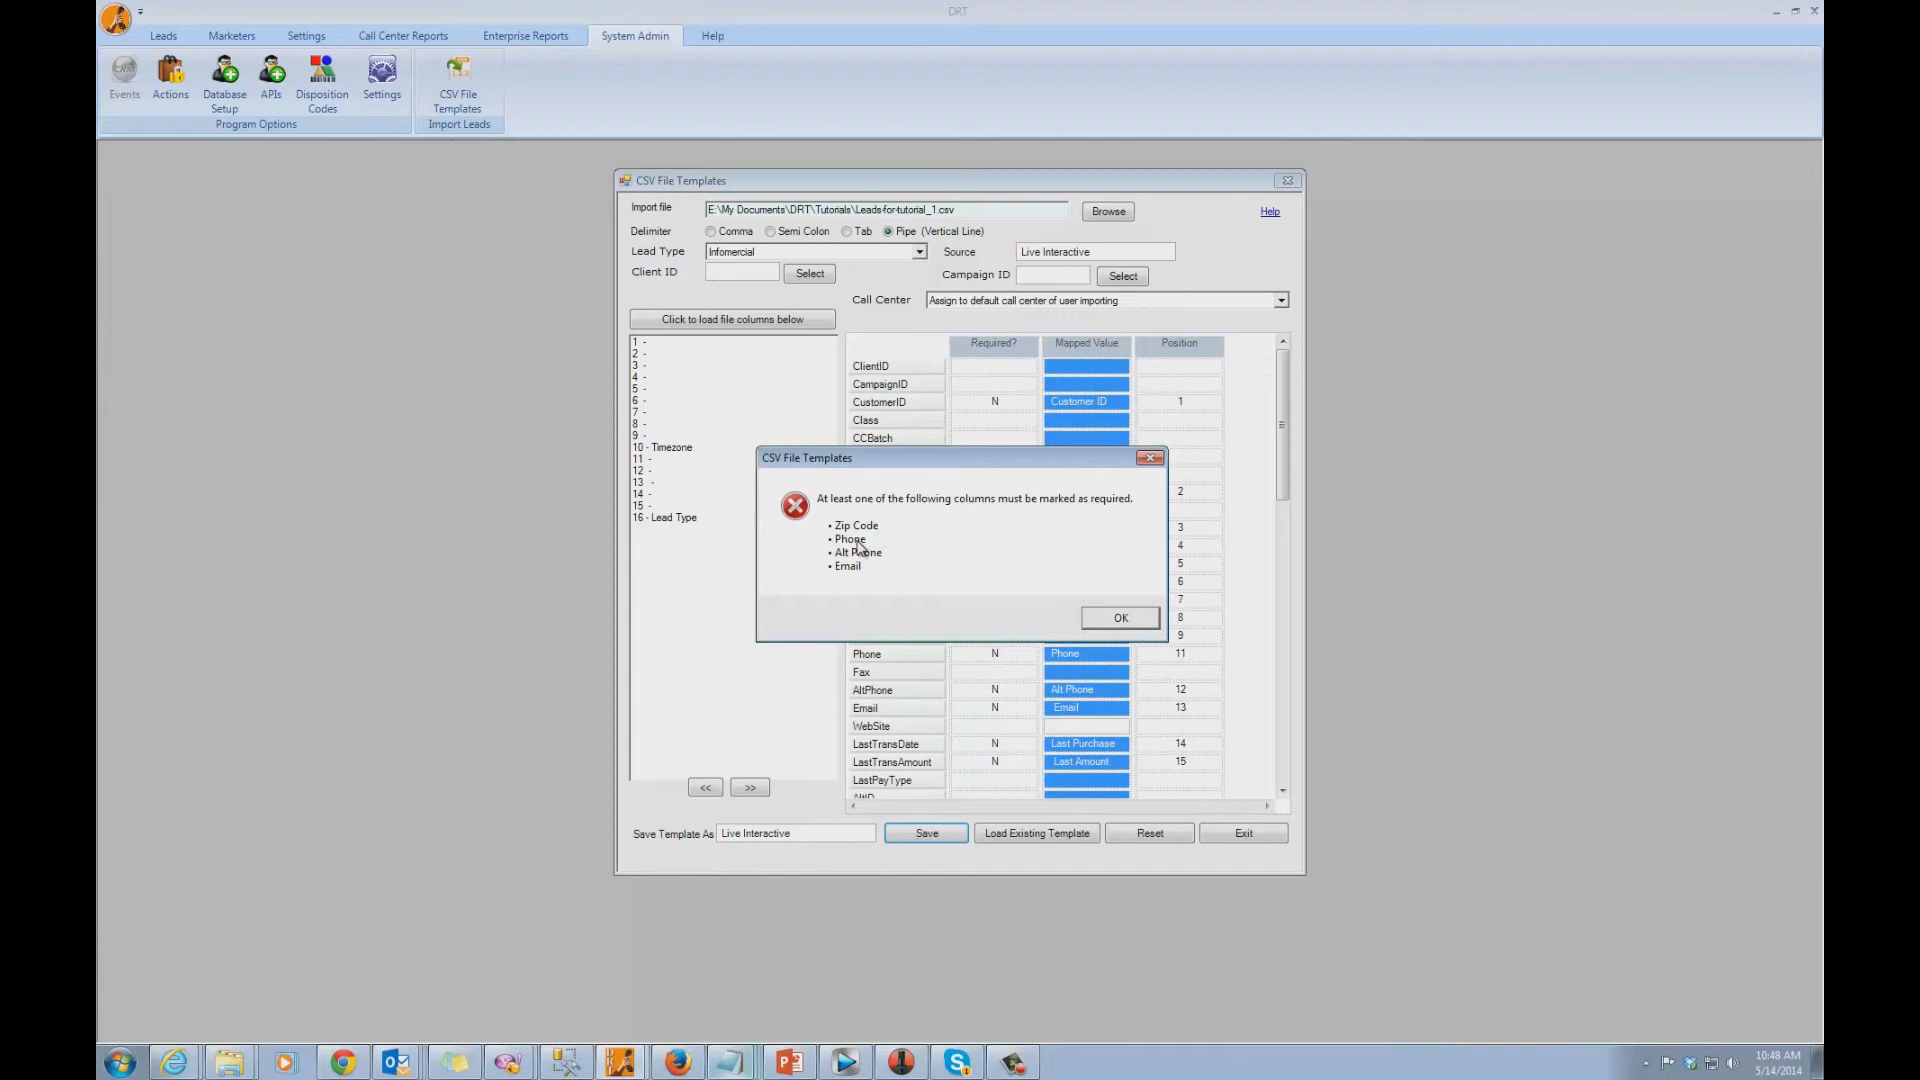 DRT
Leads Marketers Settings Call Center Reports Enterprise Reports System Admin Help
Events Actions Database Setup APIs Disposition Codes Settings CSV File Templates
Program Options Import Leads
CSV File Templates
Import file E:\My Documents\DRT\Tutorials\Leads-for-tutorial_1.csv Browse Help
Delimiter Comma Semi Colon Tab Pipe (Vertical Line)
Lead Type Infomercial Source Live Interactive
Client ID Select Campaign ID Select
Call Center Assign to default call center of user importing
Click to load file columns below
1 -
2 -
3 -
4 -
5 -
6 -
7 -
8 -
9 -
10 - Timezone
11 -
12 -
13 -
14 -
15 -
16 - Lead Type
<< >>
Required? Mapped Value Position
ClientID
CampaignID
CustomerID N Customer ID 1
Class
CCBatch
2
3
4
5
6
7
8
9
Phone N Phone 11
Fax
AltPhone N Alt Phone 12
Email N Email 13
WebSite
LastTransDate N Last Purchase 14
LastTransAmount N Last Amount 15
LastPayType
CSV File Templates
At least one of the following columns must be marked as required.
• Zip Code
• Phone
• Alt Phone
• Email
OK
Save Template As Live Interactive Save Load Existing Template Reset Exit
10:48 AM
5/14/2014